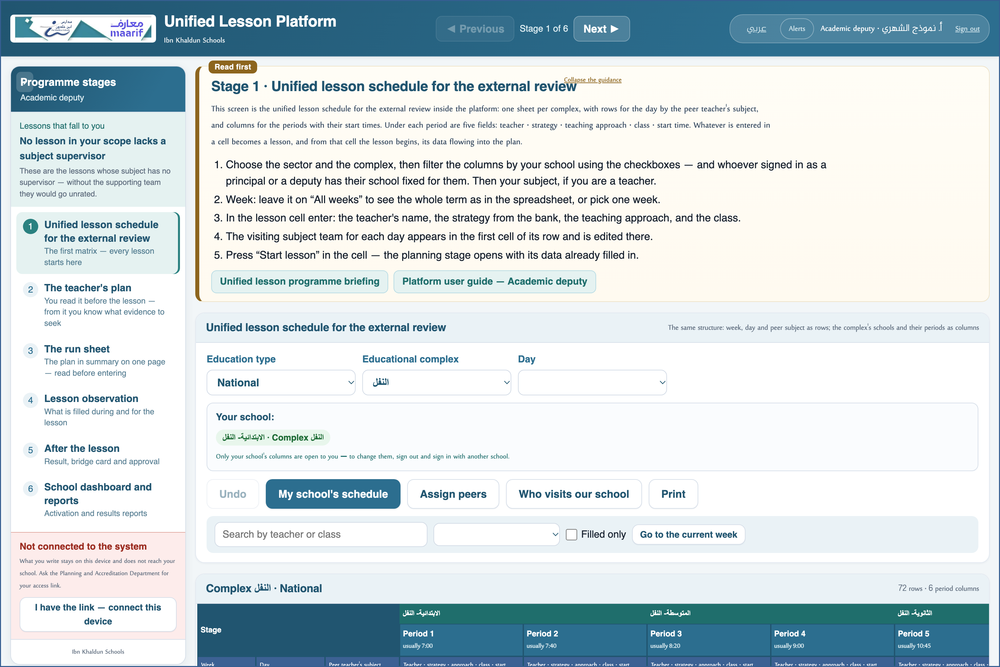 مدارس
ابن خلدون
معارف
maarif
Unified Lesson Platform
Ibn Khaldun Schools
◀ Previous
Stage 1 of 6
Next ▶
عربي
Alerts
Academic deputy · أ. نموذج الشهري
Sign out
Programme stages
Academic deputy
Lessons that fall to you
No lesson in your scope lacks a
subject supervisor
These are the lessons whose subject has no
supervisor — without the supporting team
they would go unrated.
1
Unified lesson schedule
for the external review
The first matrix — every lesson
starts here
2
The teacher's plan
You read it before the lesson —
from it you know what evidence to
seek
3
The run sheet
The plan in summary on one page
— read before entering
4
Lesson observation
What is filled during and for the
lesson
5
After the lesson
Result, bridge card and approval
6
School dashboard and
reports
Activation and results reports
Not connected to the system
What you write stays on this device and does not reach your
school. Ask the Planning and Accreditation Department for
your access link.
I have the link — connect this
device
Ibn Khaldun Schools
Read first
Collapse the guidance
Stage 1 · Unified lesson schedule for the external review
This screen is the unified lesson schedule for the external review inside the platform: one sheet per complex, with rows for the day by the peer teacher's subject,
and columns for the periods with their start times. Under each period are five fields: teacher · strategy · teaching approach · class · start time. Whatever is entered in
a cell becomes a lesson, and from that cell the lesson begins, its data flowing into the plan.
1. Choose the sector and the complex, then filter the columns by your school using the checkboxes — and whoever signed in as a
principal or a deputy has their school fixed for them. Then your subject, if you are a teacher.
2. Week: leave it on “All weeks” to see the whole term as in the spreadsheet, or pick one week.
3. In the lesson cell enter: the teacher's name, the strategy from the bank, the teaching approach, and the class.
4. The visiting subject team for each day appears in the first cell of its row and is edited there.
5. Press “Start lesson” in the cell — the planning stage opens with its data already filled in.
Unified lesson programme briefing
Platform user guide — Academic deputy
Unified lesson schedule for the external review
The same structure: week, day and peer subject as rows; the complex's schools and their periods as columns
Education type
Educational complex
Day
National
النفل
Your school:
الابتدائية- النفل · Complex النفل
Only your school's columns are open to you — to change them, sign out and sign in with another school.
Undo
My school's schedule
Assign peers
Who visits our school
Print
Search by teacher or class
Filled only
Go to the current week
Complex النفل · National
72 rows · 6 period columns
Stage
الابتدائية- النفل
المتوسطة- النفل
الثانوية- النفل
Period 1
usually 7:00
Period 2
usually 7:40
Period 3
usually 8:20
Period 4
usually 9:00
Period 5
usually 10:45
Week
Day
Peer teacher's subject
Teacher · strategy · approach · class · start
Teacher · strategy · approach · class · start
Teacher · strategy · approach · class · start
Teacher · strategy · approach · class · start
Teacher · strategy · approach · class ·